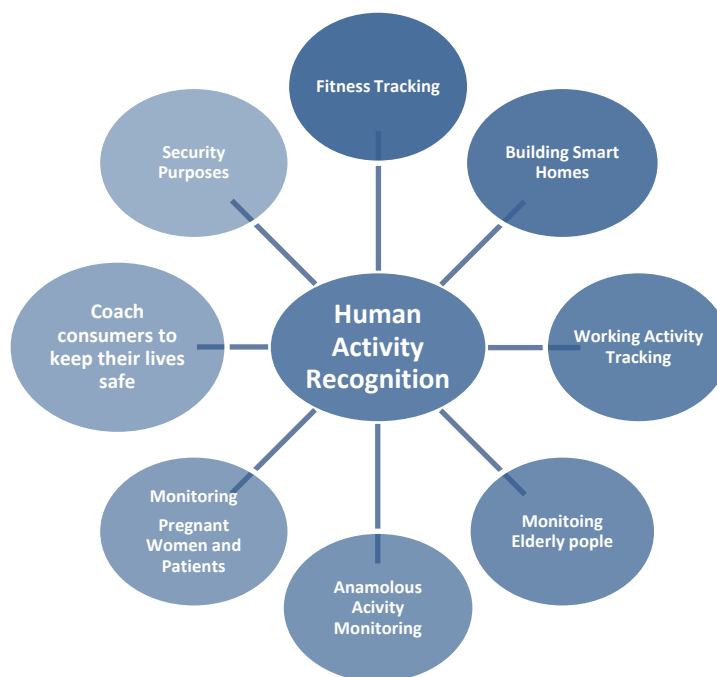 Fitness Tracking
Building Smart
Homes
Working Activity
Tracking
Monitoing
Elderly pople
Anamolous
Acivity
Monitoring
Monitoring
Pregnant
Women and
Patients
Coach
consumers to
keep their lives
safe
Security
Purposes
Human
Activity
Recognition